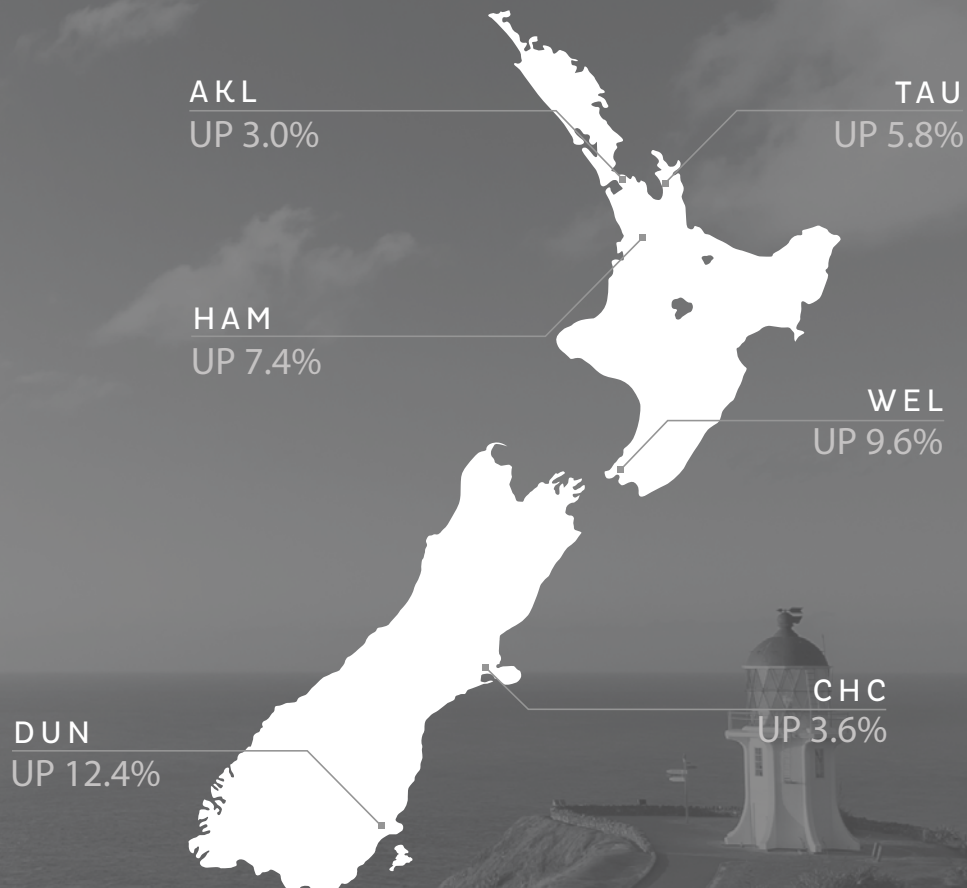 AKL
UP 3.0%
TAU
UP 5.8%
HAM
UP 7.4%
WEL
UP 9.6%
CHC
UP 3.6%
DUN
UP 12.4%